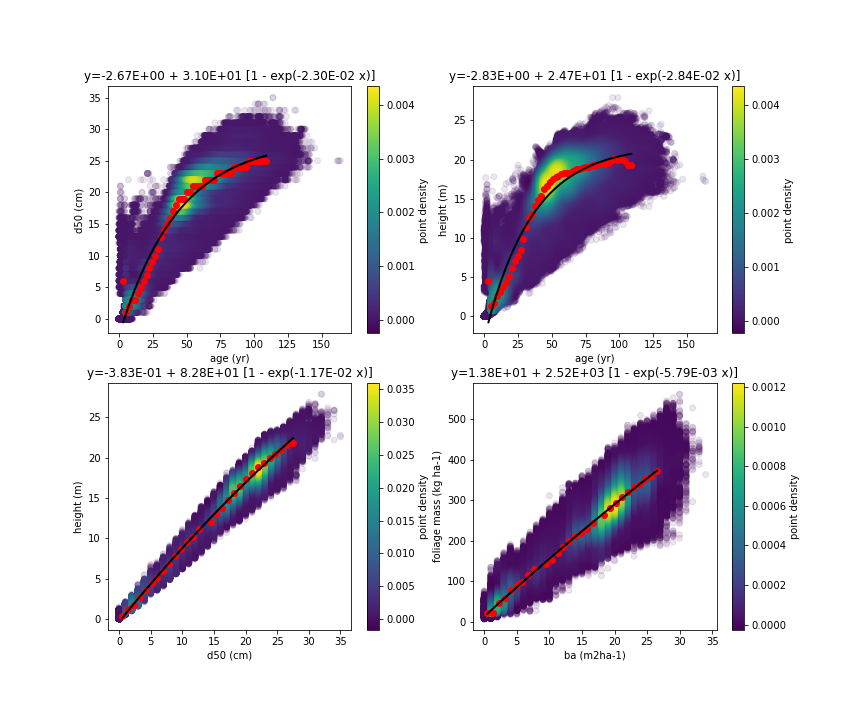 y=-2.67E+00 + 3.10E+01 [1 - exp(-2.30E-02 x)]
35
30
25
20
15
10
5
0
d50 (cm)
0 25 50 75 100 125 150
age (yr)
0.004
0.003
0.002
0.001
0.000
point density
y=-2.83E+00 + 2.47E+01 [1 - exp(-2.84E-02 x)]
25
20
15
10
5
0
height (m)
0 25 50 75 100 125 150
age (yr)
0.004
0.003
0.002
0.001
0.000
point density
y=-3.83E-01 + 8.28E+01 [1 - exp(-1.17E-02 x)]
25
20
15
10
5
0
height (m)
0 5 10 15 20 25 30 35
d50 (cm)
0.035
0.030
0.025
0.020
0.015
0.010
0.005
0.000
point density
y=1.38E+01 + 2.52E+03 [1 - exp(-5.79E-03 x)]
500
400
300
200
100
0
foliage mass (kg ha-1)
0 5 10 15 20 25 30 35
ba (m2ha-1)
0.0012
0.0010
0.0008
0.0006
0.0004
0.0002
0.0000
point density